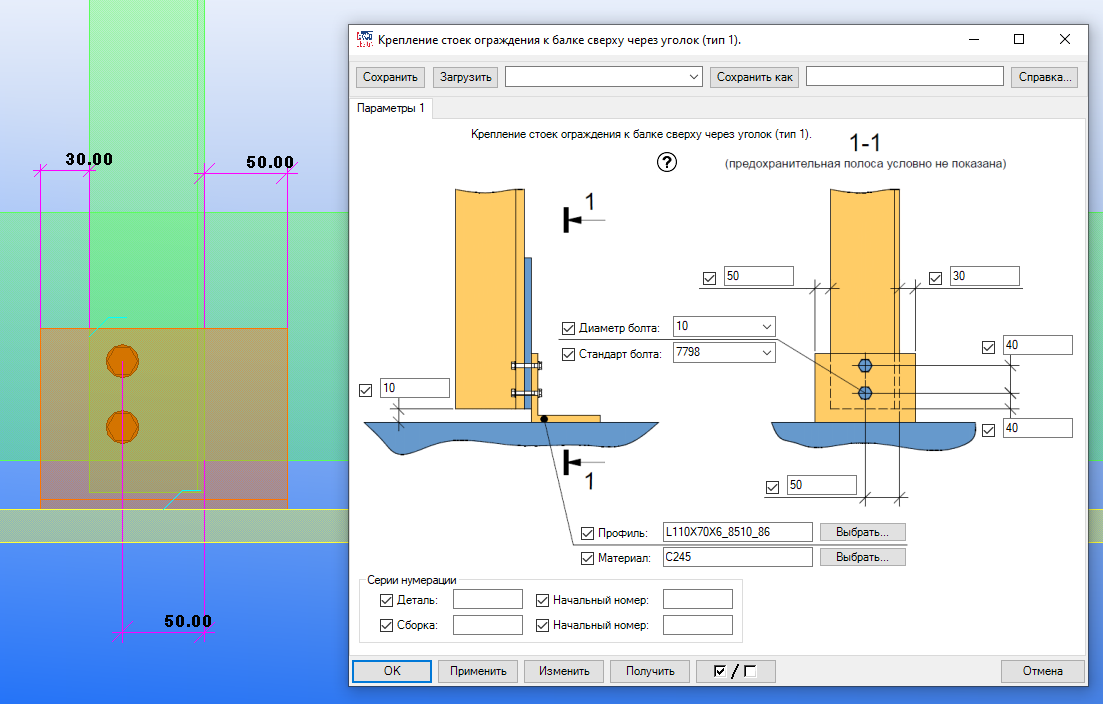 Крепление стоек ограждения к балке сверху через уголок (тип 1).
Сохранить Загрузить Сохранить как Справка...
Параметры 1
Крепление стоек ограждения к балке сверху через уголок (тип 1).
1-1
(предохранительная полоса условно не показана)
?
30.00
50.00
1
50
30
Диаметр болта: 10
Стандарт болта: 7798
40
10
40
1
50
Профиль: L110X70X6_8510_86 Выбрать...
Материал: C245 Выбрать...
50.00
Серии нумерации
Деталь: Начальный номер:
Сборка: Начальный номер:
OK Применить Изменить Получить / Отмена